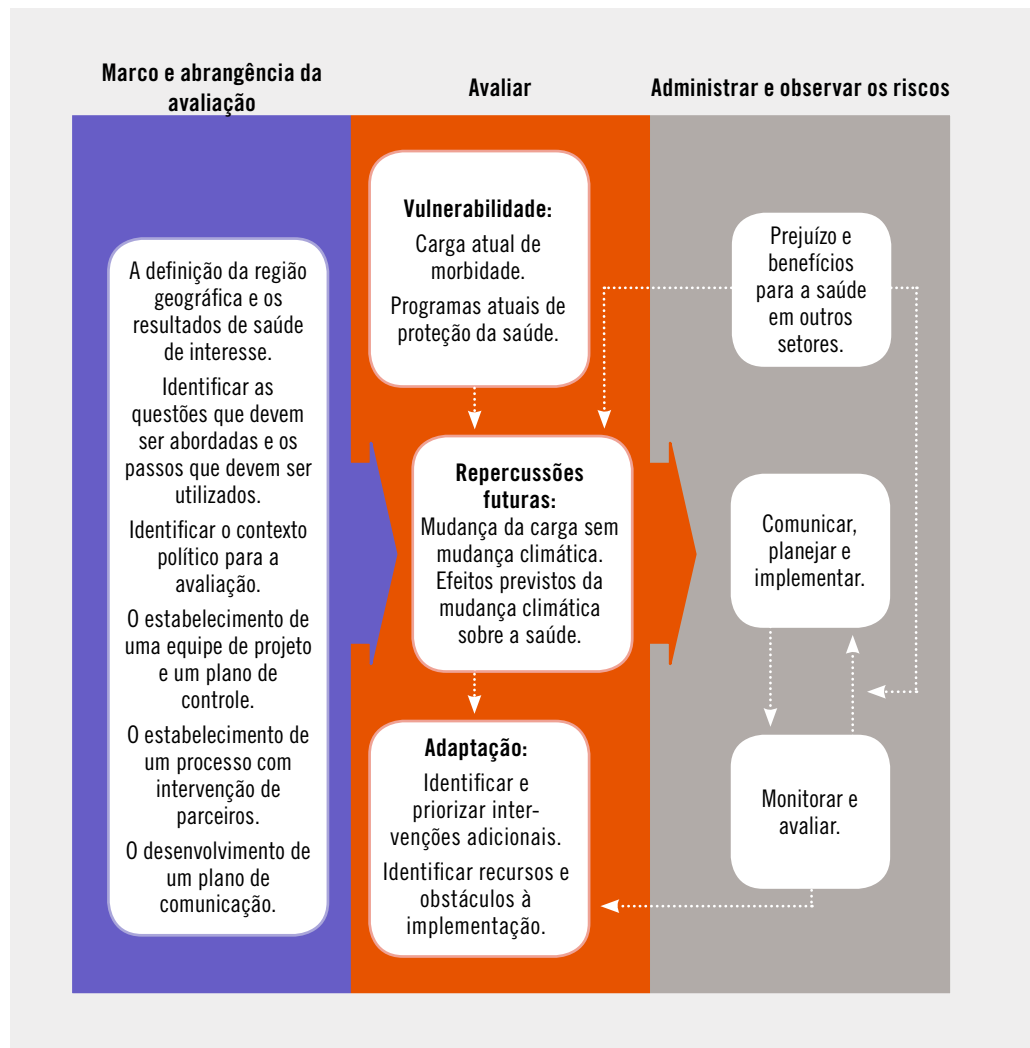 Marco e abrangência da
avaliação
Avaliar
Administrar e observar os riscos
A definição da região
geográfica e os
resultados de saúde
de interesse.
Identificar as
questões que devem
ser abordadas e os
passos que devem ser
utilizados.
Identificar o contexto
político para a
avaliação.
O estabelecimento de
uma equipe de projeto
e um plano de
controle.
O estabelecimento de
um processo com
intervenção de
parceiros.
O desenvolvimento de
um plano de
comunicação.
Vulnerabilidade:
Carga atual de
morbidade.
Programas atuais de
proteção da saúde.
Repercussões
futuras:
Mudança da carga sem
mudança climática.
Efeitos previstos da
mudança climática
sobre a saúde.
Adaptação:
Identificar e
priorizar inter-
venções adicionais.
Identificar recursos e
obstáculos à
implementação.
Prejuízo e
benefícios
para a saúde
em outros
setores.
Comunicar,
planejar e
implementar.
Monitorar e
avaliar.